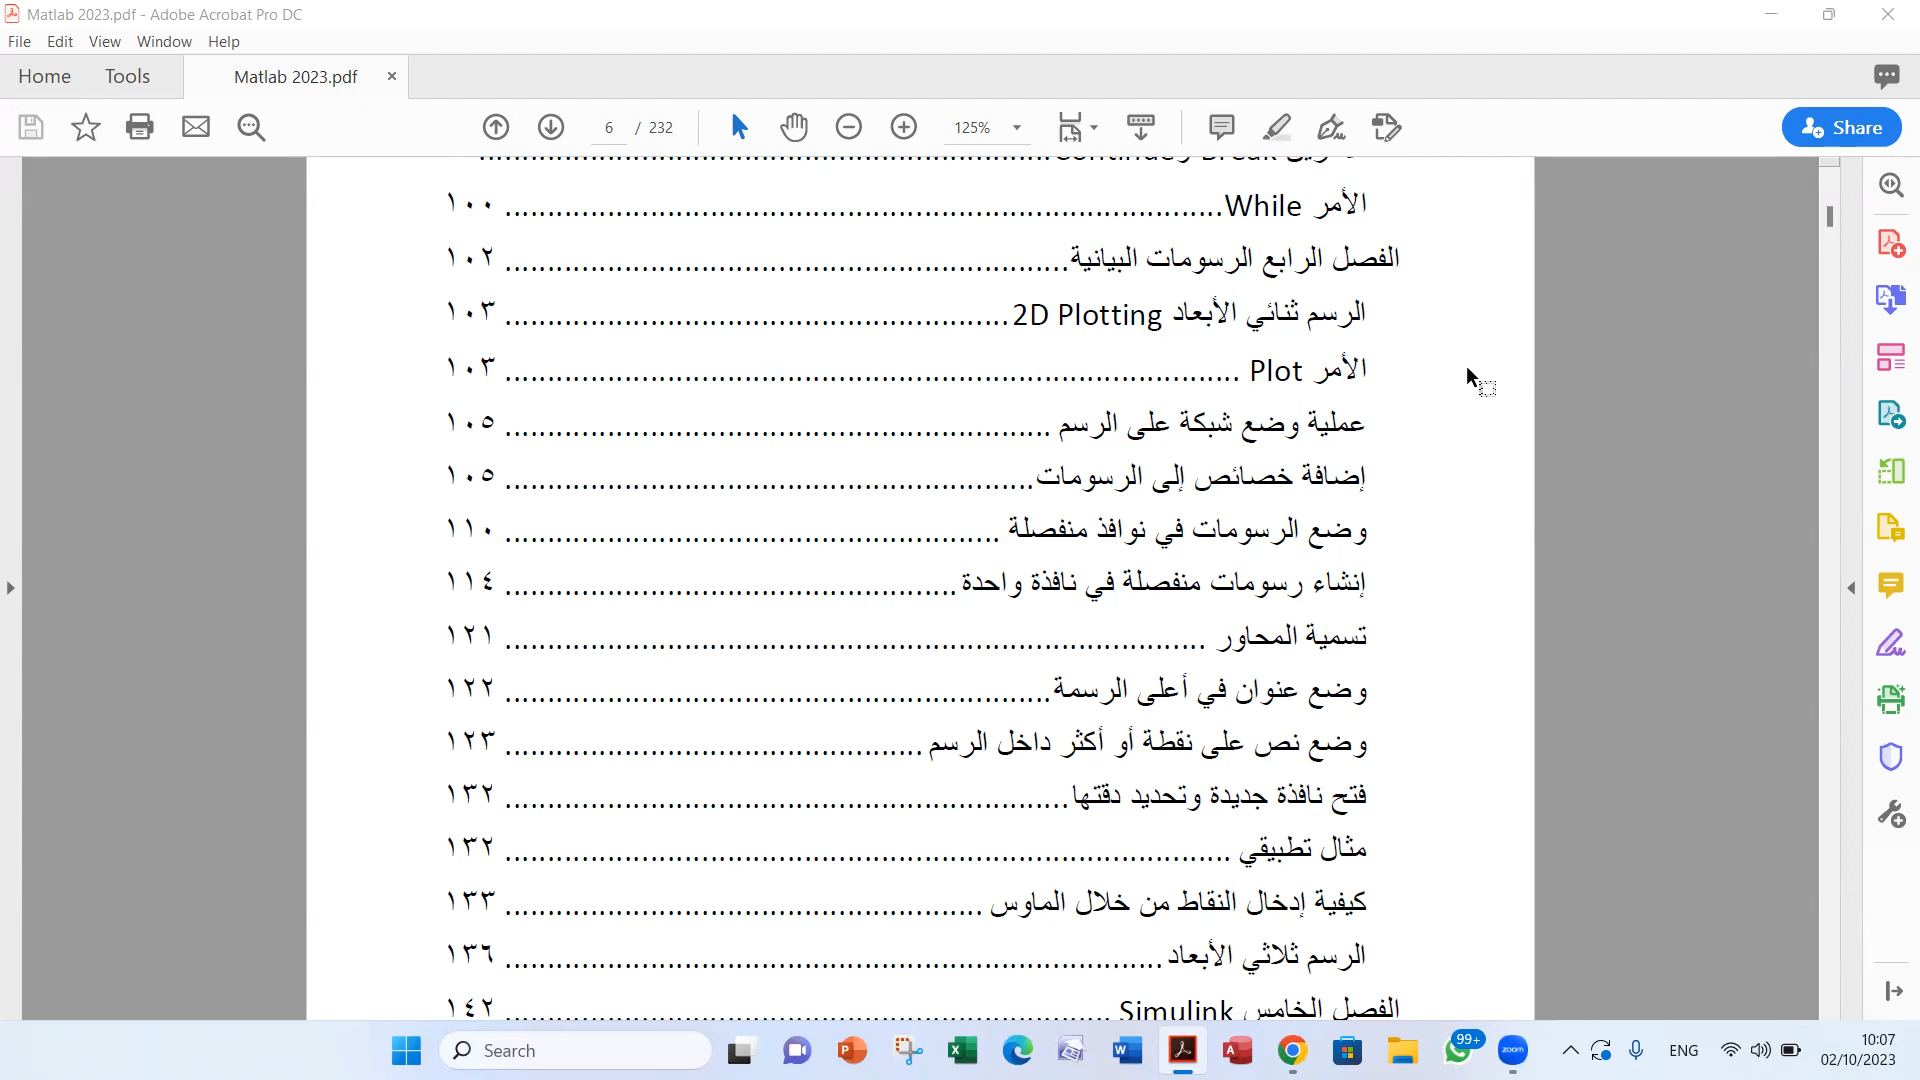 Matlab 2023.pdf - Adobe Acrobat Pro DC
File Edit View Window Help
Home Tools Matlab 2023.pdf
6 / 232 125% Share
الأمر While ١٠٠
الفصل الرابع الرسومات البيانية ١٠٢
الرسم ثنائي الأبعاد 2D Plotting ١٠٣
الأمر Plot ١٠٣
عملية وضع شبكة على الرسم ١٠٥
إضافة خصائص إلى الرسومات ١٠٥
وضع الرسومات في نوافذ منفصلة ١١٠
إنشاء رسومات منفصلة في نافذة واحدة ١١٤
تسمية المحاور ١٢١
وضع عنوان في أعلى الرسمة ١٢٢
وضع نص على نقطة أو أكثر داخل الرسم ١٢٣
فتح نافذة جديدة وتحديد دقتها ١٣٢
مثال تطبيقي ١٣٢
كيفية إدخال النقاط من خلال الماوس ١٣٣
الرسم ثلاثي الأبعاد ١٣٦
الفصل الخامس Simulink ١٤٢
Search 99+ zoom ENG 10:07
02/10/2023